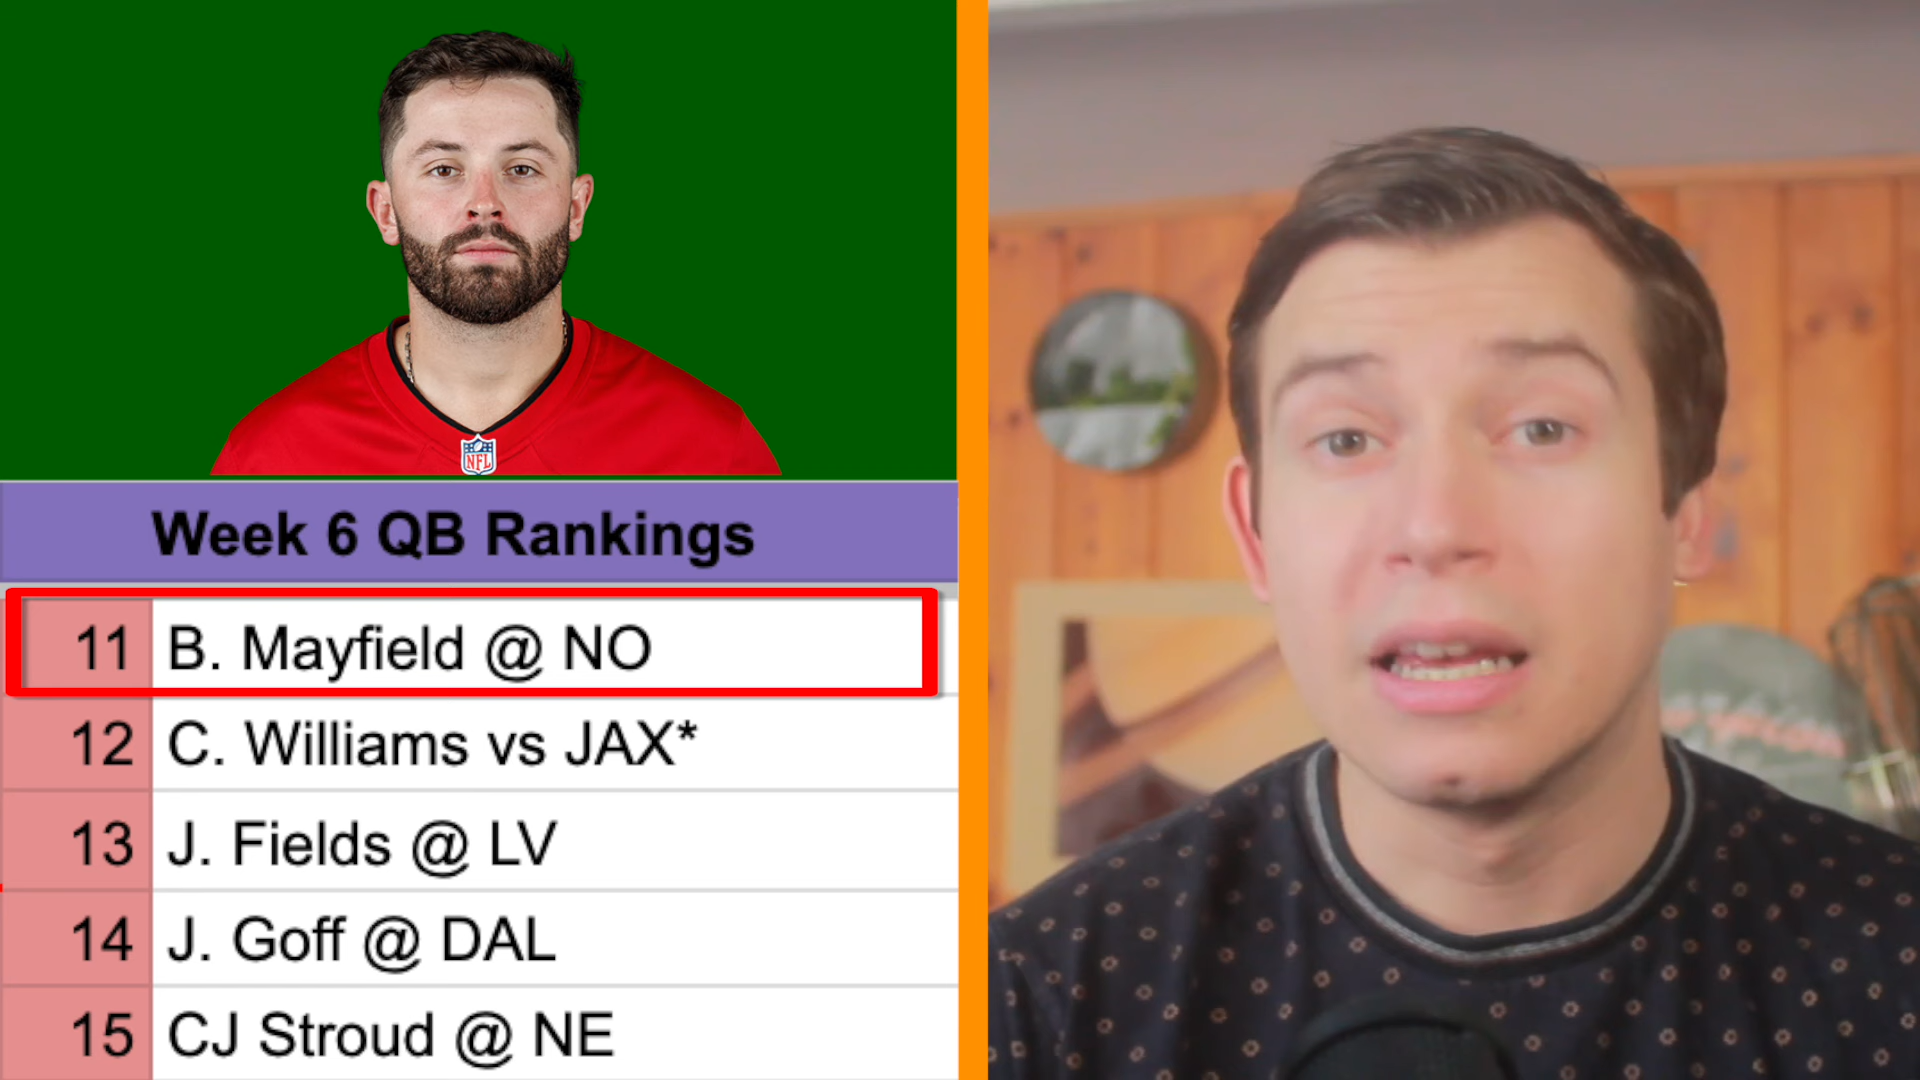 NFL
Week 6 QB Rankings
11 B. Mayfield @ NO
12 C. Williams vs JAX*
13 J. Fields @ LV
14 J. Goff @ DAL
15 CJ Stroud @ NE